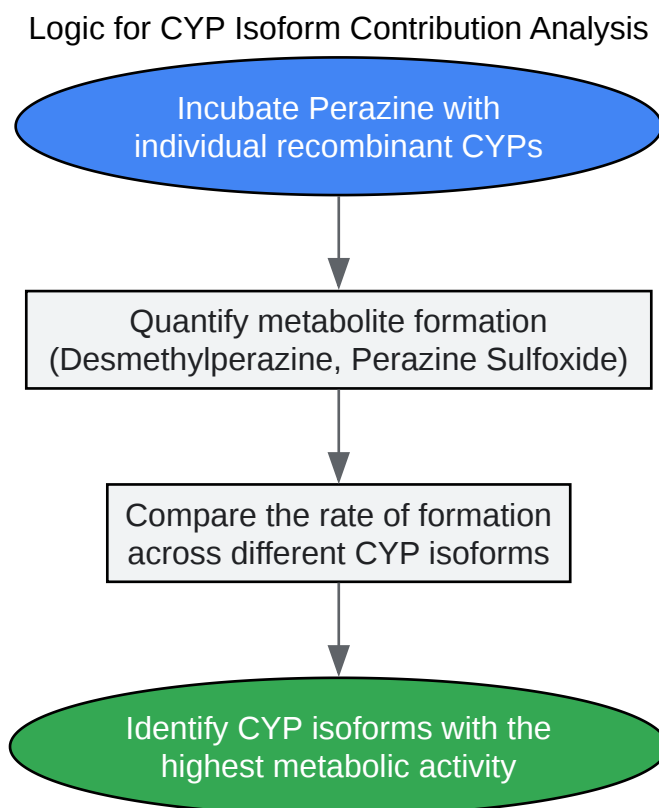 Logic for CYP Isoform Contribution Analysis
Incubate Perazine with
individual recombinant CYPs
Quantify metabolite formation
(Desmethylperazine, Perazine Sulfoxide)
Compare the rate of formation
across different CYP isoforms
Identify CYP isoforms with the
highest metabolic activity